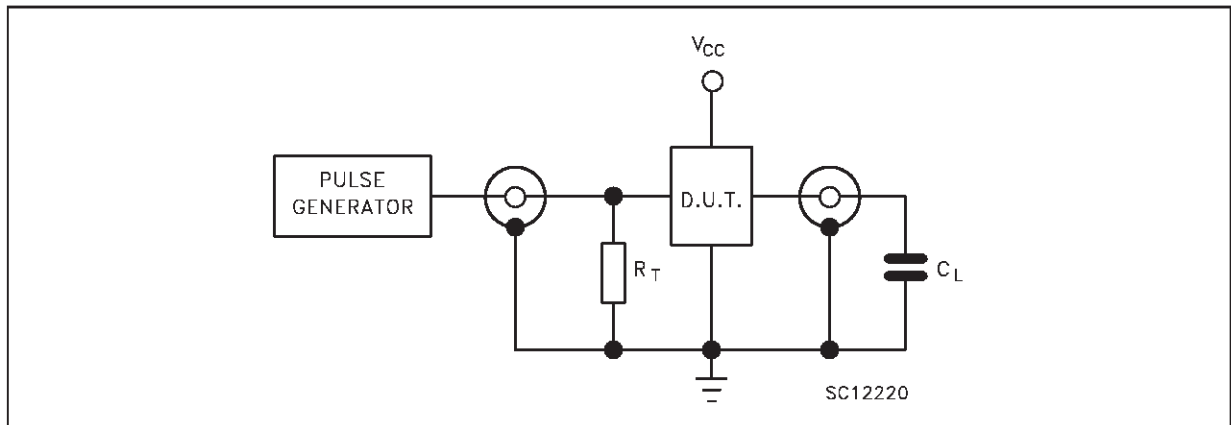 VCC
PULSE
GENERATOR
D.U.T.
RT
CL
SC12220